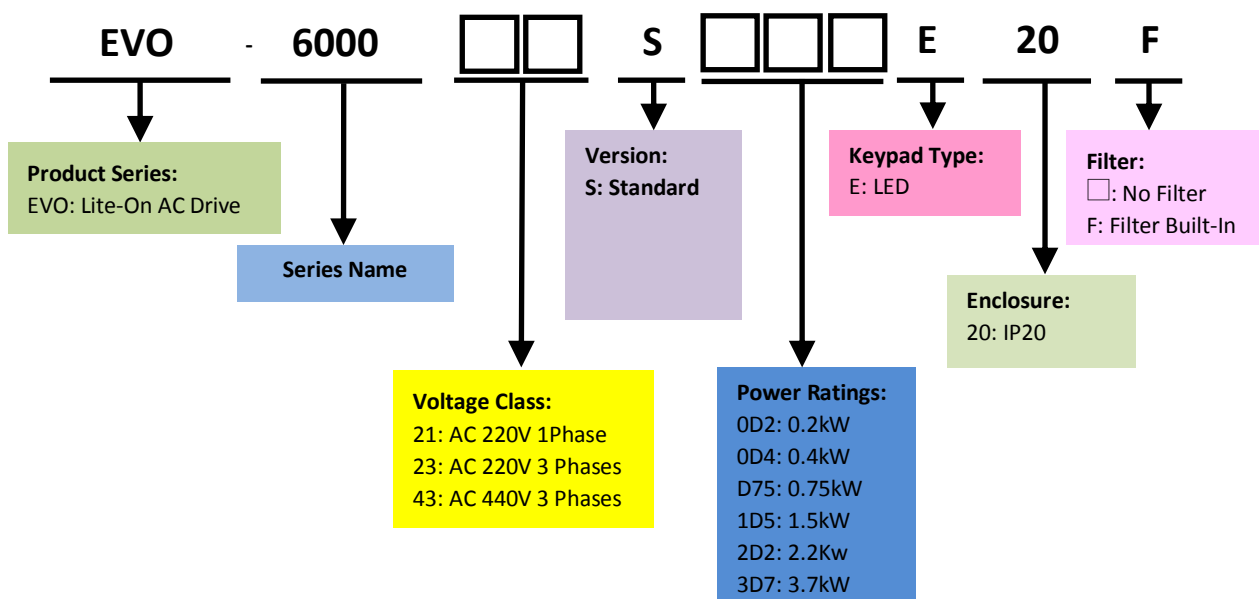 EVO - 6000 □□ S □□□ E 20 F
Product Series:
EVO: Lite-On AC Drive
Series Name
Voltage Class:
21: AC 220V 1Phase
23: AC 220V 3 Phases
43: AC 440V 3 Phases
Version:
S: Standard
Power Ratings:
0D2: 0.2kW
0D4: 0.4kW
D75: 0.75kW
1D5: 1.5kW
2D2: 2.2Kw
3D7: 3.7kW
Keypad Type:
E: LED
Enclosure:
20: IP20
Filter:
□: No Filter
F: Filter Built-In